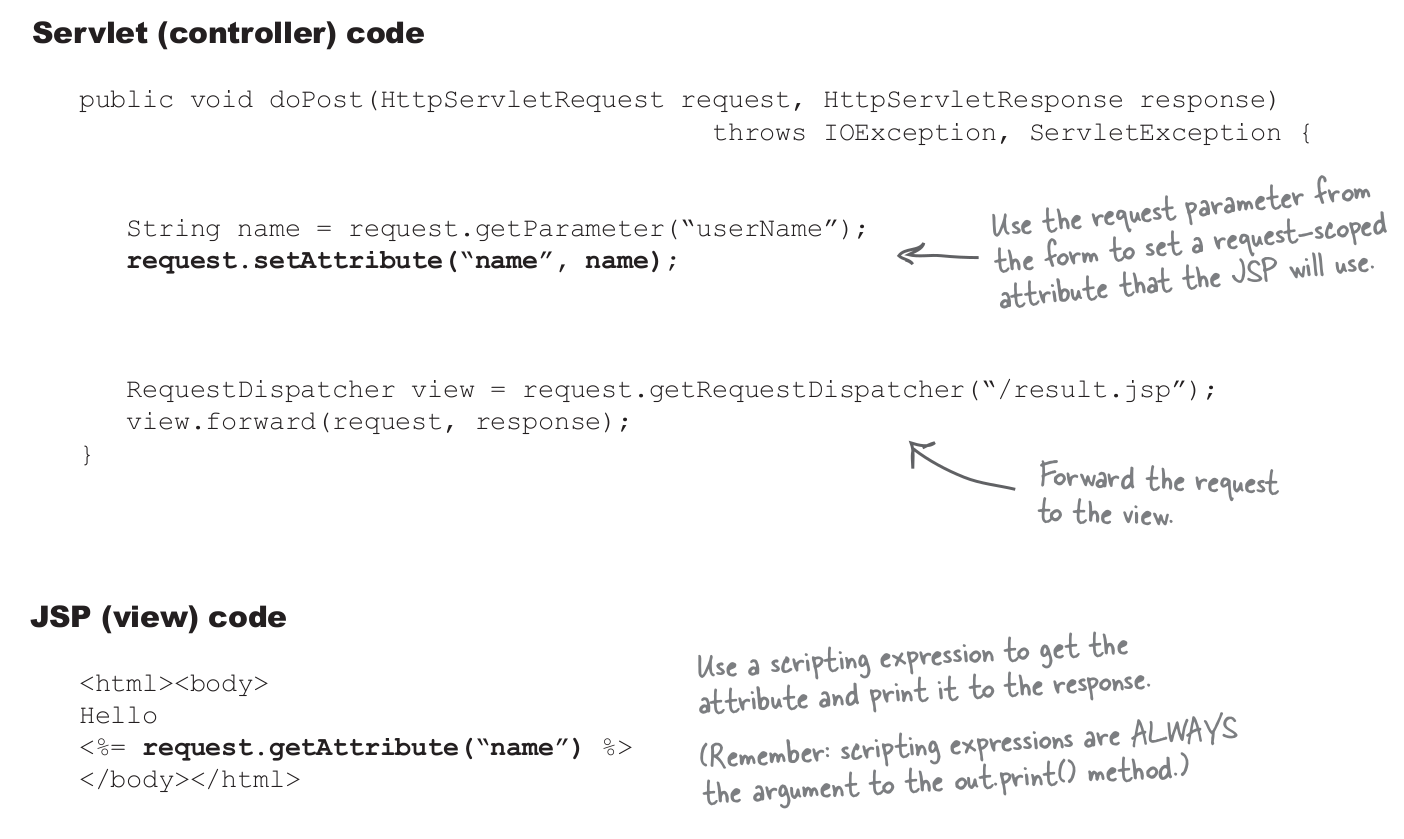 Servlet (controller) code
public void doPost(HttpServletRequest request, HttpServletResponse response)
throws IOException, ServletException {
String name = request.getParameter(“userName”);
request.setAttribute(“name”, name);
Use the request parameter from
the form to set a request-scoped
attribute that the JSP will use.
RequestDispatcher view = request.getRequestDispatcher(“/result.jsp”);
view.forward(request, response);
}
Forward the request
to the view.
JSP (view) code
<html><body>
Hello
<%= request.getAttribute(“name”) %>
</body></html>
Use a scripting expression to get the
attribute and print it to the response.
(Remember: scripting expressions are ALWAYS
the argument to the out.print() method.)